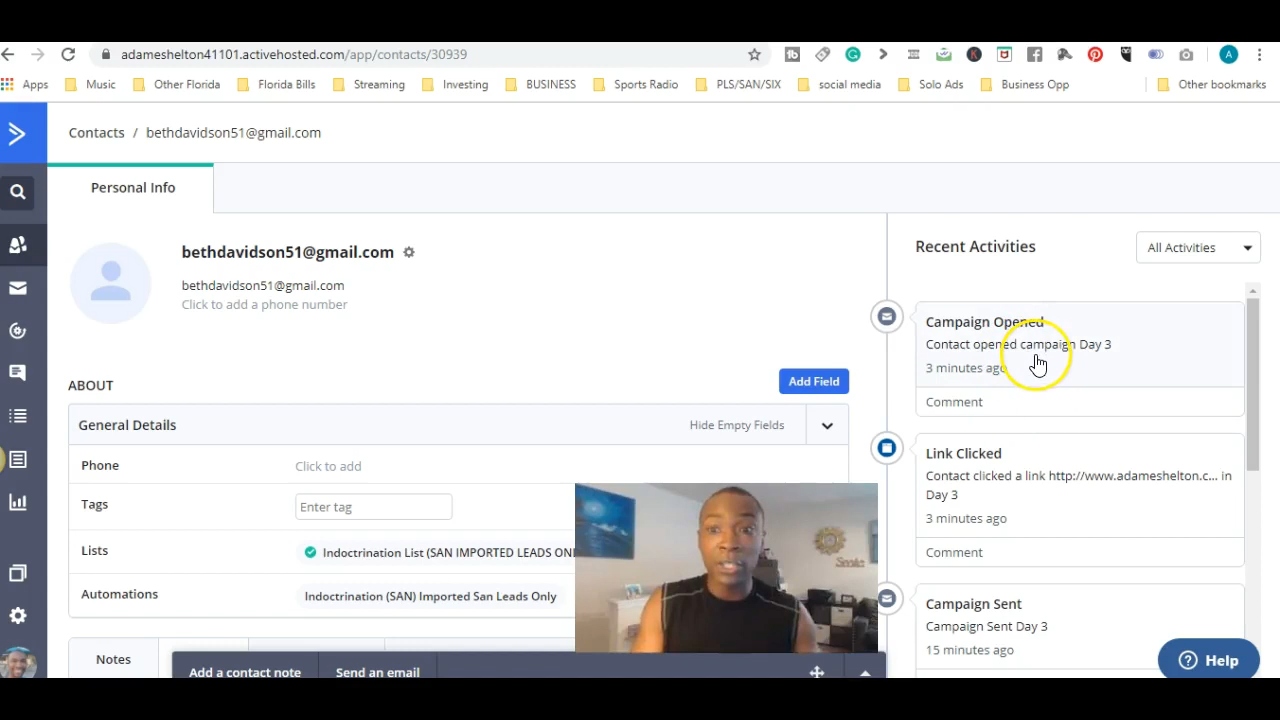 adameshelton41101.activehosted.com/app/contacts/30939
A
Apps
Music
Other Florida
Florida Bills
Streaming
Investing
BUSINESS
Sports Radio
PLS/SAN/SIX
social media
Solo Ads
Business Opp
Other bookmarks
Contacts / bethdavidson51@gmail.com
Personal Info
bethdavidson51@gmail.com
bethdavidson51@gmail.com
Click to add a phone number
ABOUT
Add Field
General Details
Hide Empty Fields
Phone
Click to add
Tags
Enter tag
Lists
Indoctrination List (SAN IMPORTED LEADS ONL
Automations
Indoctrination (SAN) Imported San Leads Only
Notes
Add a contact note
Send an email
Recent Activities
All Activities
Campaign Opened
Contact opened campaign Day 3
3 minutes ago
Comment
Link Clicked
Contact clicked a link http://www.adameshelton.c... in
Day 3
3 minutes ago
Comment
Campaign Sent
Campaign Sent Day 3
15 minutes ago
Help